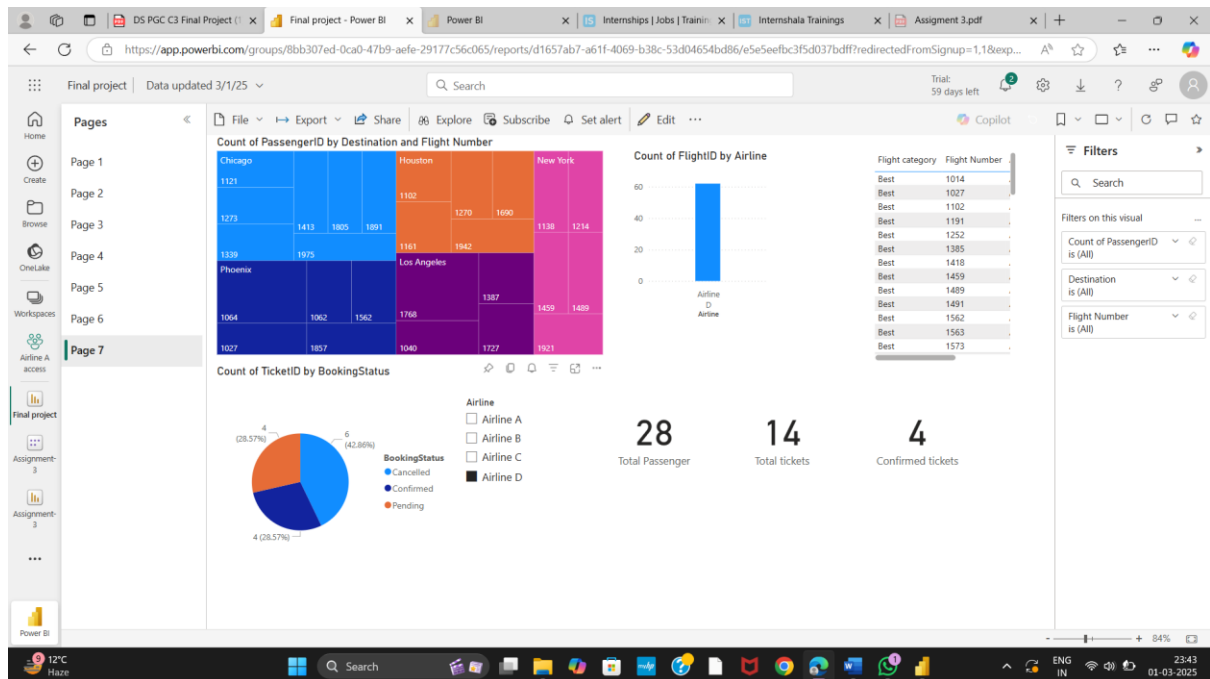 DS PGC C3 Final Project (1
Final project - Power BI
Power BI
Internships | Jobs | Trainin
Internshala Trainings
Assigment 3.pdf
https://app.powerbi.com/groups/8bb307ed-0ca0-47b9-aefe-29177c56c065/reports/d1657ab7-a61f-4069-b38c-53d04654bd86/e5e5eefbc3f5d037bdff?redirectedFromSignup=1,1&exp...
Final project
Data updated 3/1/25
Search
Trial:
59 days left
2
Home
Create
Browse
OneLake
Workspaces
Airline A
access
Final project
Assignment-
3
Assignment-
3
Power BI
Pages
Page 1
Page 2
Page 3
Page 4
Page 5
Page 6
Page 7
File
Export
Share
Explore
Subscribe
Set alert
Edit
Copilot
Count of PassengerID by Destination and Flight Number
Chicago
1121
1273
1339
1413
1805
1891
1975
Houston
1102
1161
1270
1690
1942
New York
1138
1214
1459
1489
1921
Phoenix
1064
1027
1062
1562
1857
Los Angeles
1768
1040
1387
1727
Count of FlightID by Airline
60
40
20
0
Airline
D
Airline
Flight category Flight Number
Best 1014
Best 1027
Best 1102
Best 1191
Best 1252
Best 1385
Best 1418
Best 1459
Best 1489
Best 1491
Best 1562
Best 1563
Best 1573
Count of TicketID by BookingStatus
4
(28.57%)
6
(42.86%)
4 (28.57%)
BookingStatus
Cancelled
Confirmed
Pending
Airline
Airline A
Airline B
Airline C
Airline D
28
Total Passenger
14
Total tickets
4
Confirmed tickets
Filters
Search
Filters on this visual
Count of PassengerID
is (All)
Destination
is (All)
Flight Number
is (All)
84%
9
12°C
Haze
Search
ENG
IN
23:43
01-03-2025